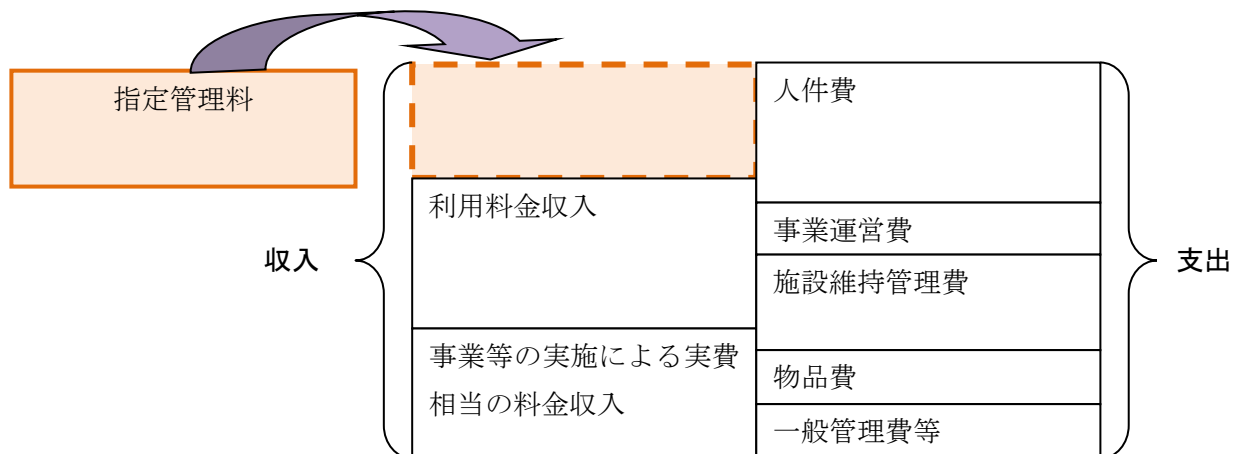 指定管理料
人件費
利用料金収入
事業運営費
収入
施設維持管理費
支出
事業等の実施による実費
相当の料金収入
物品費
一般管理費等